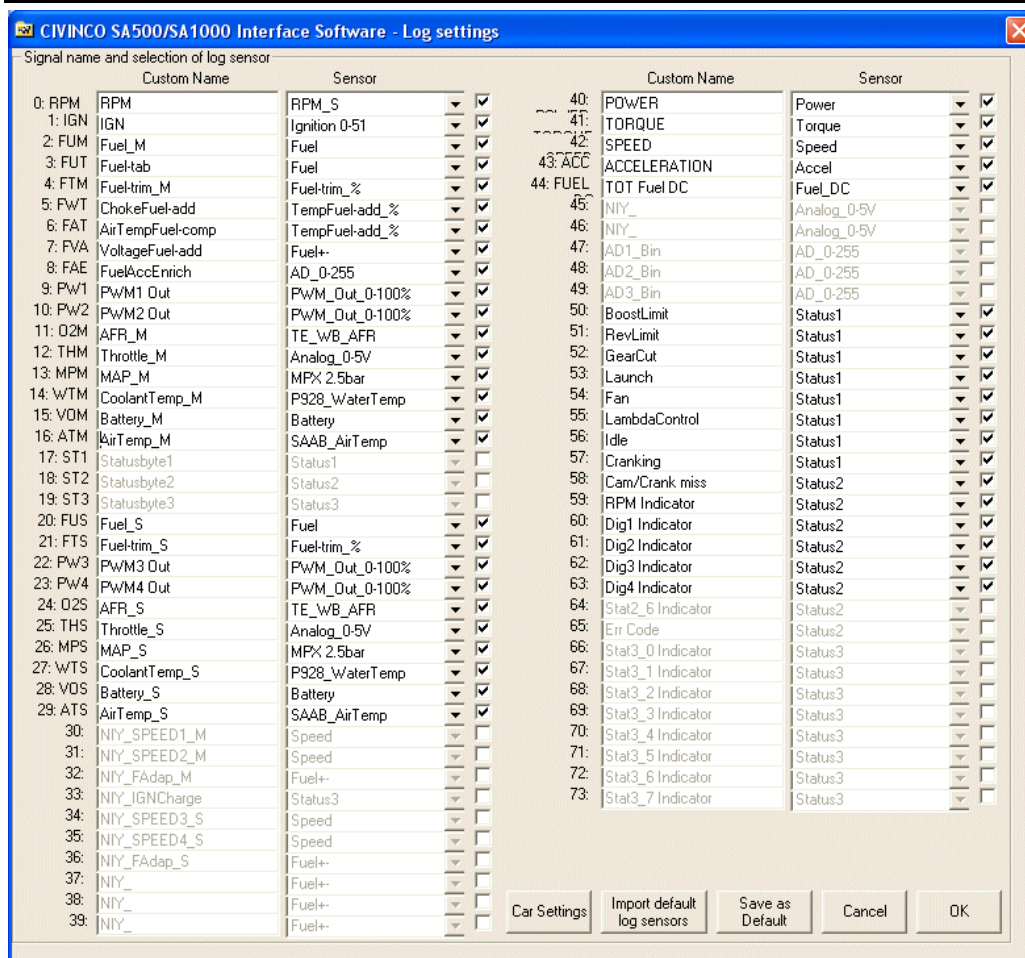 CIVINCO SA500/SA1000 Interface Software - Log settings
Signal name and selection of log sensor
Custom Name Sensor
0: RPM RPM RPM_S
1: IGN IGN Ignition 0-51
2: FUM Fuel_M Fuel
3: FUT Fuel-tab Fuel
4: FTM Fuel-trim_M Fuel-trim_%
5: FWT ChokeFuel-add TempFuel-add_%
6: FAT AirTempFuel-comp TempFuel-add_%
7: FVA VoltageFuel-add Fuel+-
8: FAE FuelAccEnrich AD_0-255
9: PW1 PWM1 Out PWM_Out_0-100%
10: PW2 PWM2 Out PWM_Out_0-100%
11: O2M AFR_M TE_WB_AFR
12: THM Throttle_M Analog_0-5V
13: MPM MAP_M MPX 2.5bar
14: WTM CoolantTemp_M P928_WaterTemp
15: VOM Battery_M Battery
16: ATM AirTemp_M SAAB_AirTemp
17: ST1 Statusbyte1 Status1
18: ST2 Statusbyte2 Status2
19: ST3 Statusbyte3 Status3
20: FUS Fuel_S Fuel
21: FTS Fuel-trim_S Fuel-trim_%
22: PW3 PWM3 Out PWM_Out_0-100%
23: PW4 PWM4 Out PWM_Out_0-100%
24: O2S AFR_S TE_WB_AFR
25: THS Throttle_S Analog_0-5V
26: MPS MAP_S MPX 2.5bar
27: WTS CoolantTemp_S P928_WaterTemp
28: VOS Battery_S Battery
29: ATS AirTemp_S SAAB_AirTemp
30: NIY_SPEED1_M Speed
31: NIY_SPEED2_M Speed
32: NIY_FAdap_M Fuel+-
33: NIY_IGNCharge Status3
34: NIY_SPEED3_S Speed
35: NIY_SPEED4_S Speed
36: NIY_FAdap_S Fuel+-
37: NIY_ Fuel+-
38: NIY_ Fuel+-
39: NIY_ Fuel+-
Custom Name Sensor
40: POWER Power
41: TORQUE Torque
42: SPEED Speed
43: ACC ACCELERATION Accel
44: FUEL TOT Fuel DC Fuel_DC
45: NIY_ Analog_0-5V
46: NIY_ Analog_0-5V
47: AD1_Bin AD_0-255
48: AD2_Bin AD_0-255
49: AD3_Bin AD_0-255
50: BoostLimit Status1
51: RevLimit Status1
52: GearCut Status1
53: Launch Status1
54: Fan Status1
55: LambdaControl Status1
56: Idle Status1
57: Cranking Status1
58: Cam/Crank miss Status2
59: RPM Indicator Status2
60: Dig1 Indicator Status2
61: Dig2 Indicator Status2
62: Dig3 Indicator Status2
63: Dig4 Indicator Status2
64: Stat2_6 Indicator Status2
65: Err Code Status2
66: Stat3_0 Indicator Status3
67: Stat3_1 Indicator Status3
68: Stat3_2 Indicator Status3
69: Stat3_3 Indicator Status3
70: Stat3_4 Indicator Status3
71: Stat3_5 Indicator Status3
72: Stat3_6 Indicator Status3
73: Stat3_7 Indicator Status3
Car Settings
Import default
log sensors
Save as
Default
Cancel
OK